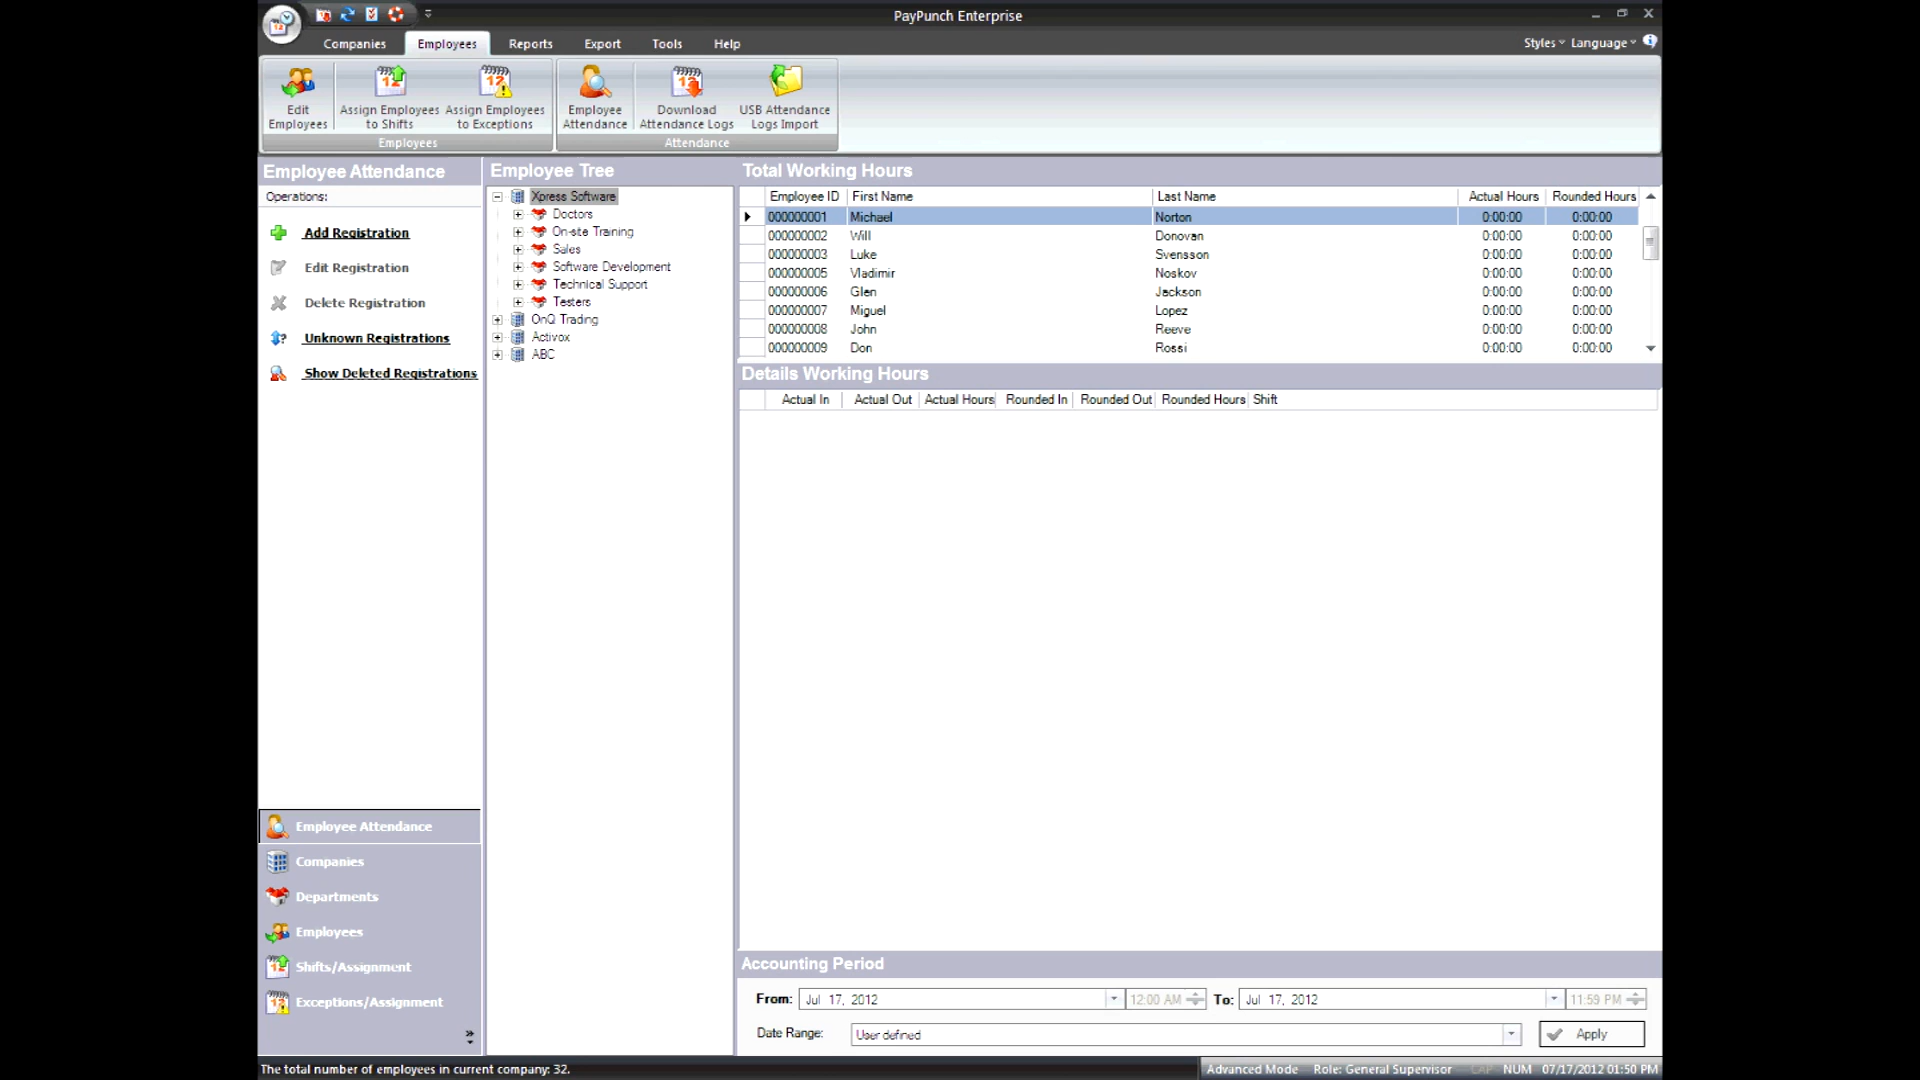 PayPunch Enterprise
Companies Employees Reports Export Tools Help Styles Language
Edit Employees
Assign Employees to Shifts
Assign Employees to Exceptions
Employee Attendance
Download Attendance Logs
USB Attendance Logs Import
Employees Attendance
Employee Attendance
Operations:
Add Registration
Edit Registration
Delete Registration
Unknown Registrations
Show Deleted Registrations
Employee Attendance
Companies
Departments
Employees
Shifts/Assignment
Exceptions/Assignment
Employee Tree
Xpress Software
Doctors
On-site Training
Sales
Software Development
Technical Support
Testers
OnQ Trading
Activox
ABC
Total Working Hours
Employee ID First Name Last Name Actual Hours Rounded Hours
000000001 Michael Norton 0:00:00 0:00:00
000000002 Will Donovan 0:00:00 0:00:00
000000003 Luke Svensson 0:00:00 0:00:00
000000005 Vladimir Noskov 0:00:00 0:00:00
000000006 Glen Jackson 0:00:00 0:00:00
000000007 Miguel Lopez 0:00:00 0:00:00
000000008 John Reeve 0:00:00 0:00:00
000000009 Don Rossi 0:00:00 0:00:00
Details Working Hours
Actual In Actual Out Actual Hours Rounded In Rounded Out Rounded Hours Shift
Accounting Period
From: Jul 17, 2012 12:00 AM To: Jul 17, 2012 11:59 PM
Date Range: User defined Apply
The total number of employees in current company: 32. Advanced Mode Role: General Supervisor CAP NUM 07/17/2012 01:50 PM